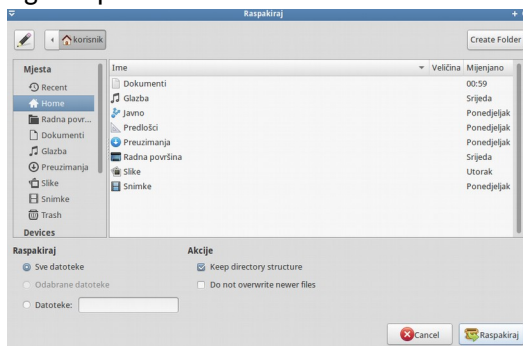 Raspakiraj
korisnik
Create Folder
Mjesta
Recent
Home
Radna povr...
Dokumenti
Glazba
Preuzimanja
Slike
Snimke
Trash
Devices
Ime Veličina Mijenjano
Dokumenti 00:59
Glazba Srijeda
Javno Ponedjeljak
Predlošci Ponedjeljak
Preuzimanja Ponedjeljak
Radna površina Srijeda
Slike Utorak
Snimke Ponedjeljak
Raspakiraj
Sve datoteke
Odabrane datoteke
Datoteke:
Akcije
Keep directory structure
Do not overwrite newer files
Cancel
Raspakiraj